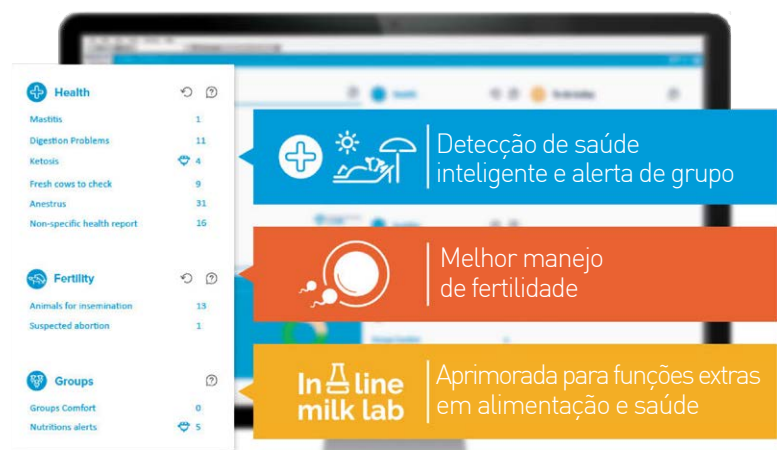 Health
Mastitis 1
Digestion Problems 11
Ketosis 4
Fresh cows to check 9
Anestrus 31
Non-specific health report 16
Fertility
Animals for insemination 13
Suspected abortion 1
Groups
Groups Comfort 0
Nutritions alerts 5
Detecção de saúde
inteligente e alerta de grupo
Melhor manejo
de fertilidade
In line
milk lab
Aprimorada para funções extras
em alimentação e saúde